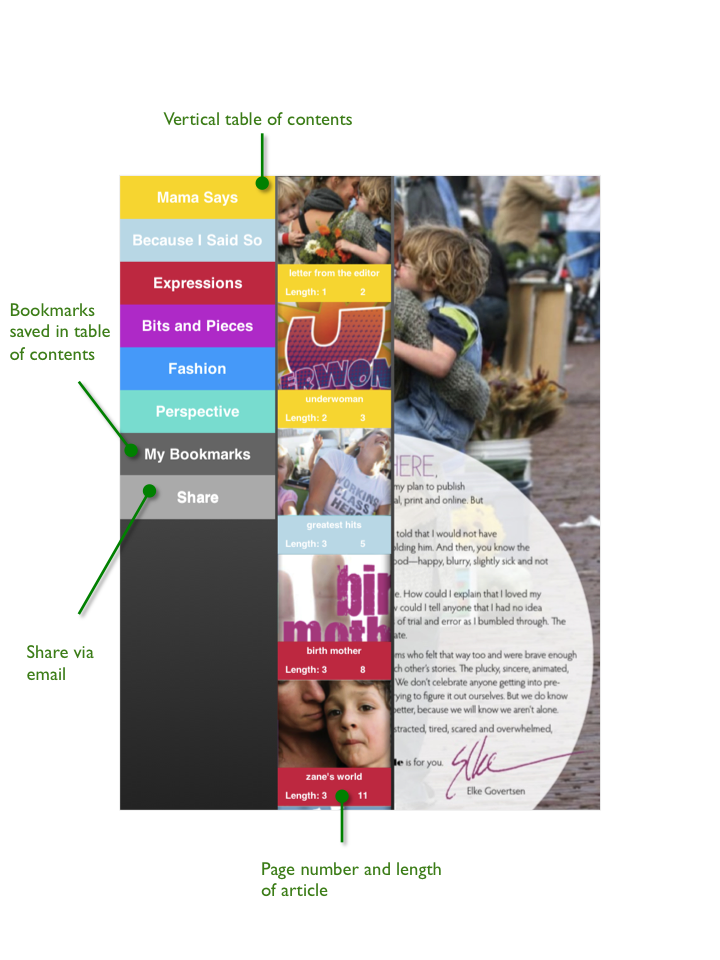 Vertical table of contents
Mama Says
Because I Said So
Expressions
Bits and Pieces
Fashion
Perspective
My Bookmarks
Share
Bookmarks
saved in table
of contents
Share via
email
letter from the editor
Length: 1 2
UNDERWOM
underwoman
Length: 2 3
WORKING
CLASS
HERO
greatest hits
Length: 3 5
bir
moth
birth mother
Length: 3 8
zane's world
Length: 3 11
HERE,
my plan to publish
al, print and online. But
told that I would not have
lding him. And then, you know the
ood—happy, blurry, slightly sick and not
e. How could I explain that I loved my
v could I tell anyone that I had no idea
of trial and error as I bumbled through. The
ate.
ms who felt that way too and were brave enough
ch other's stories. The plucky, sincere, animated,
We don't celebrate anyone getting into pre-
ying to figure it out ourselves. But we do know
better, because we will know we aren't alone.
stracted, tired, scared and overwhelmed,
le is for you.
Elke
Elke Govertsen
Page number and length
of article